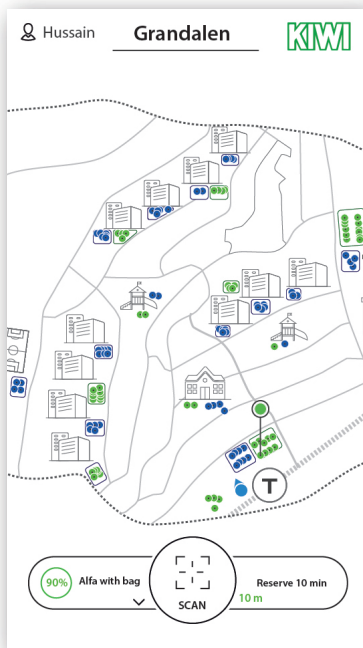 Hussain
Grandalen
KIWI
T
90%
Alfa with bag
SCAN
Reserve 10 min
10 m